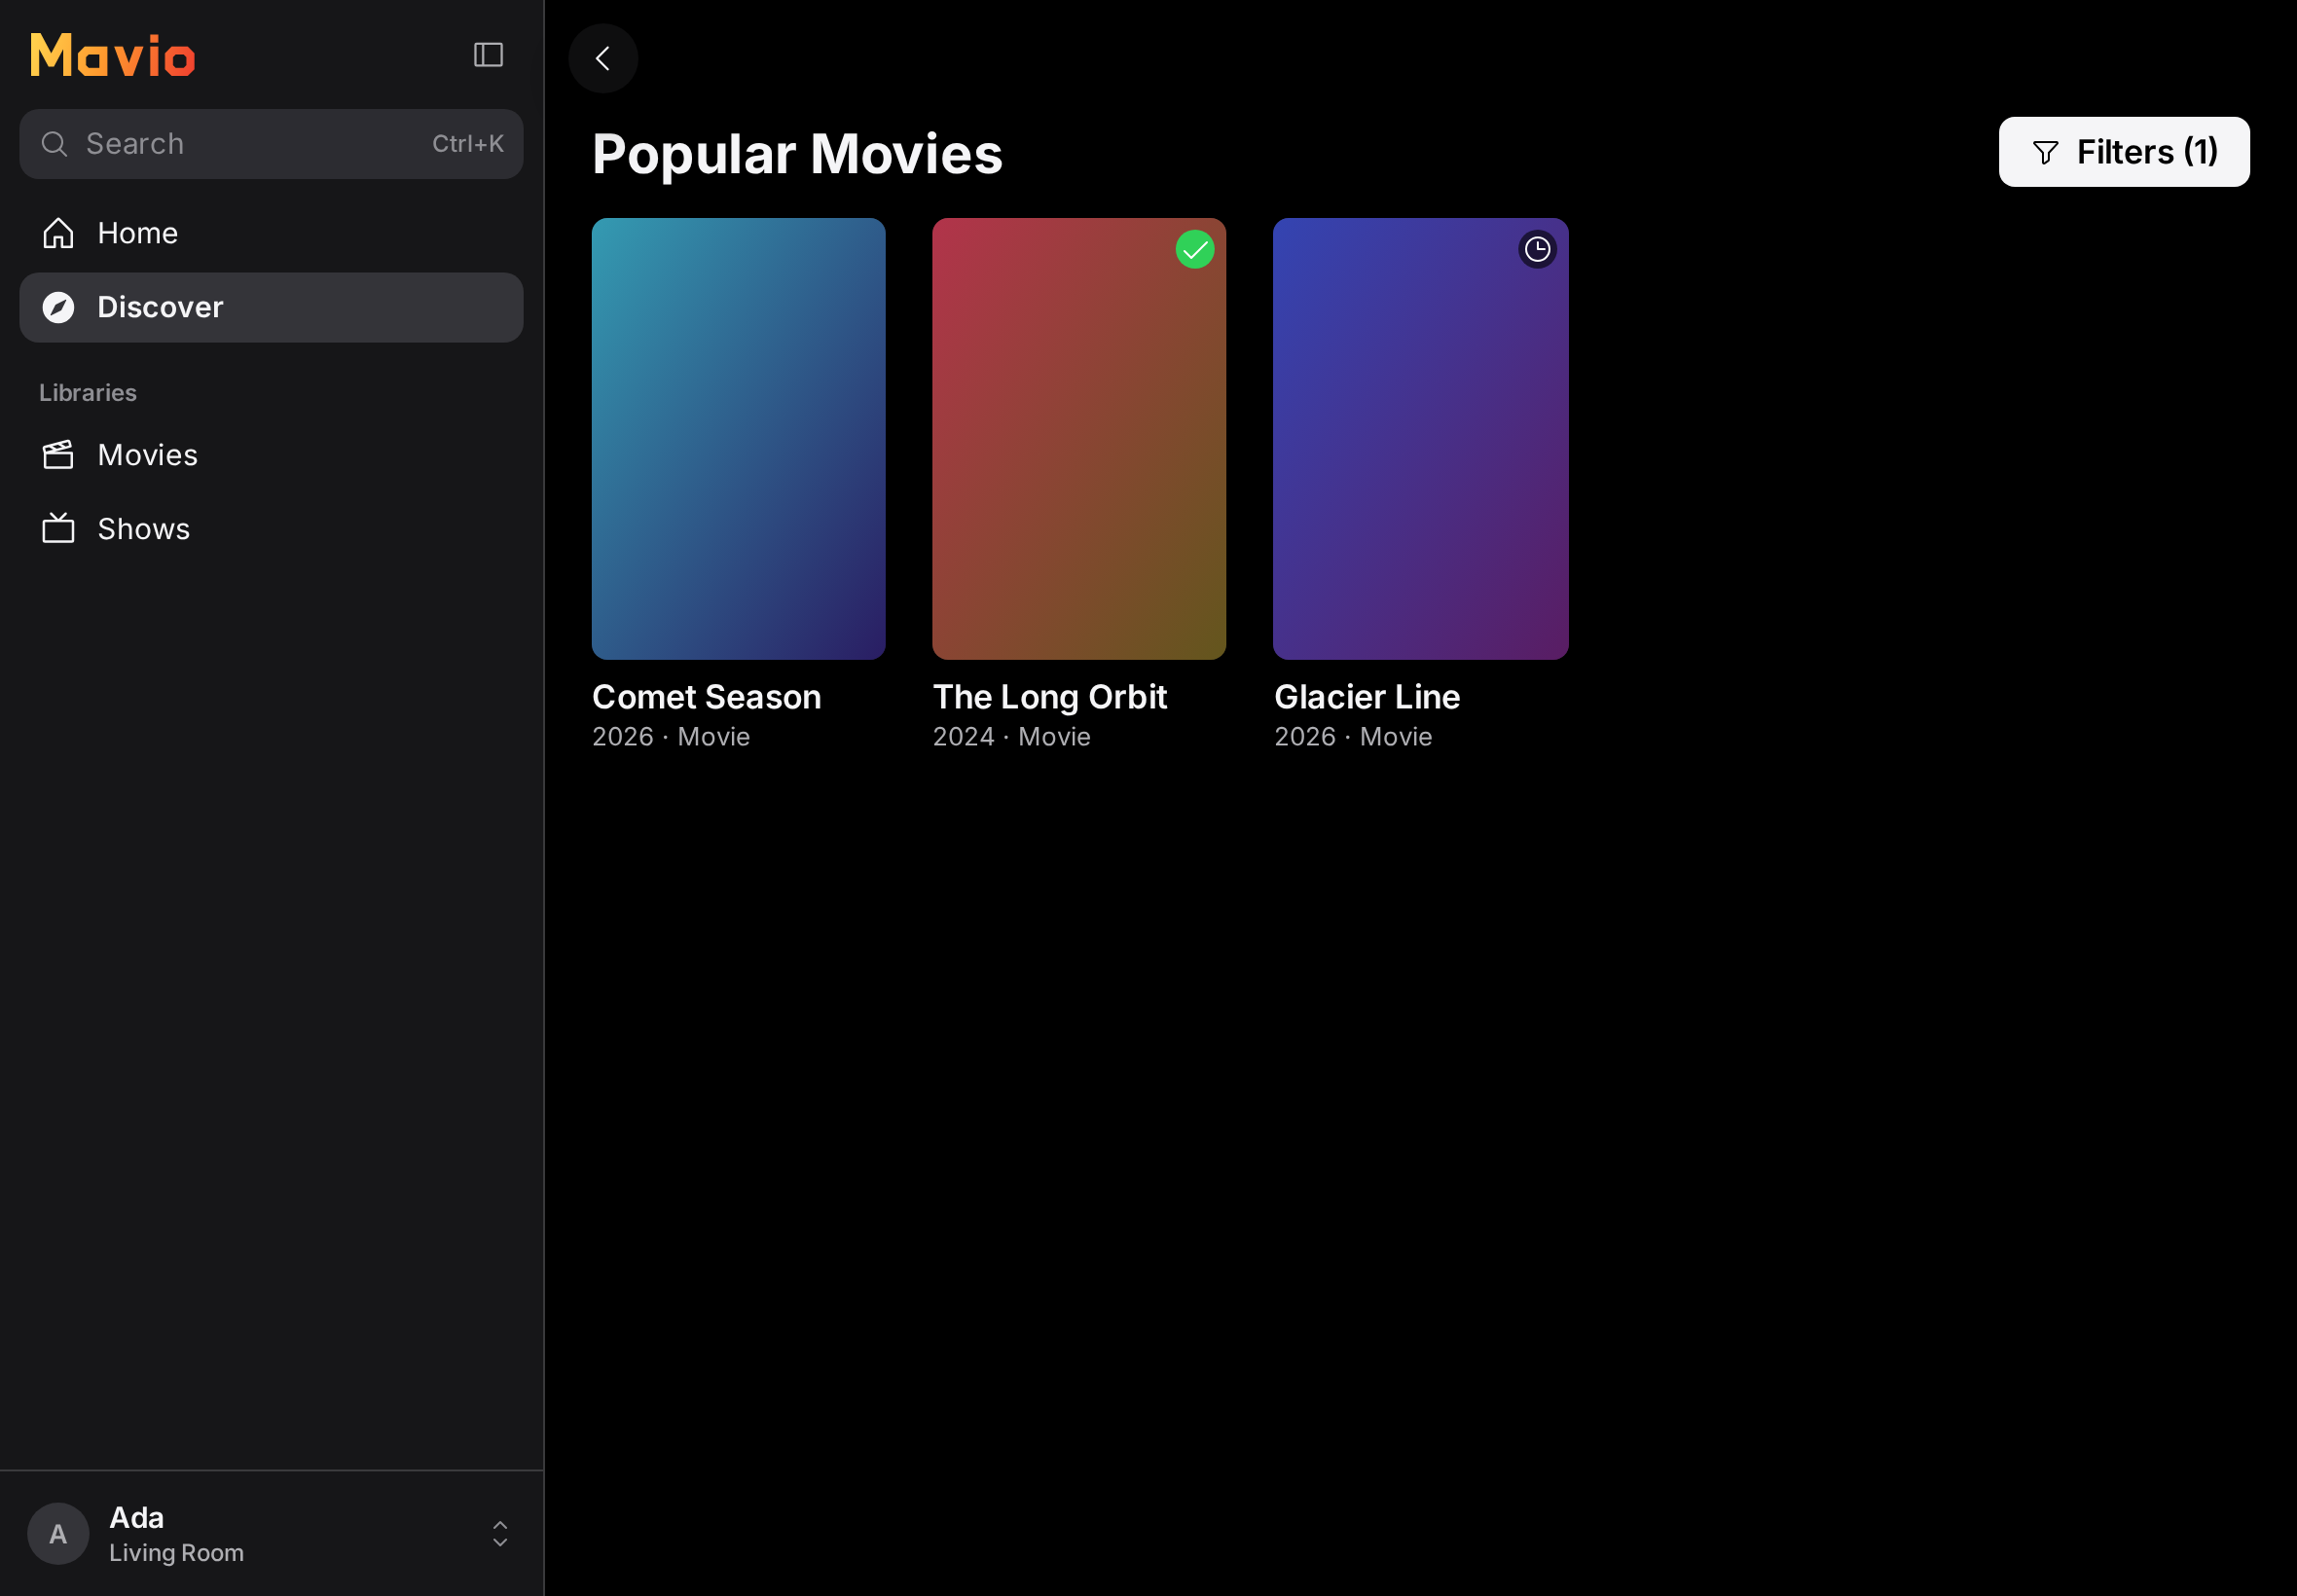 Mavio
Search Ctrl+K
Home
Discover
Libraries
Movies
Shows
A
Ada
Living Room
Popular Movies
Filters (1)
Comet Season
2026 · Movie
The Long Orbit
2024 · Movie
Glacier Line
2026 · Movie